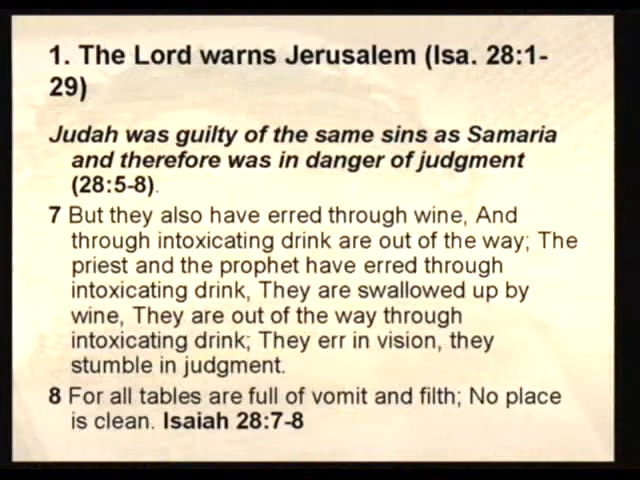 1. The Lord warns Jerusalem (Isa. 28:1-
29)
Judah was guilty of the same sins as Samaria
and therefore was in danger of judgment
(28:5-8).
7 But they also have erred through wine, And
through intoxicating drink are out of the way; The
priest and the prophet have erred through
intoxicating drink, They are swallowed up by
wine, They are out of the way through
intoxicating drink; They err in vision, they
stumble in judgment.
8 For all tables are full of vomit and filth; No place
is clean. Isaiah 28:7-8